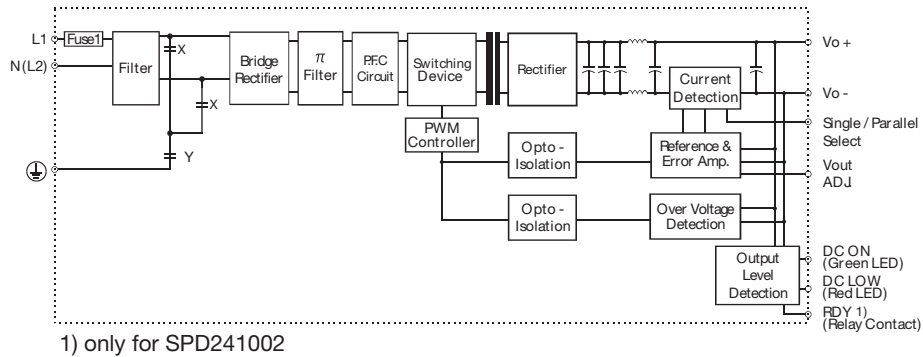 L1
Fuse1
N(L2)
Filter
X
X
Y
Bridge
Rectifier
π
Filter
P.F.C
Circuit
Switching
Device
PWM
Controller
Rectifier
Current
Detection
Opto -
Isolation
Reference &
Error Amp.
Opto -
Isolation
Over Voltage
Detection
Output
Level
Detection
Vo +
Vo -
Single / Parallel
Select
Vout
ADJ.
DC ON
(Green LED)
DC LOW
(Red LED)
RDY 1)
(Relay Contact)
1) only for SPD241002